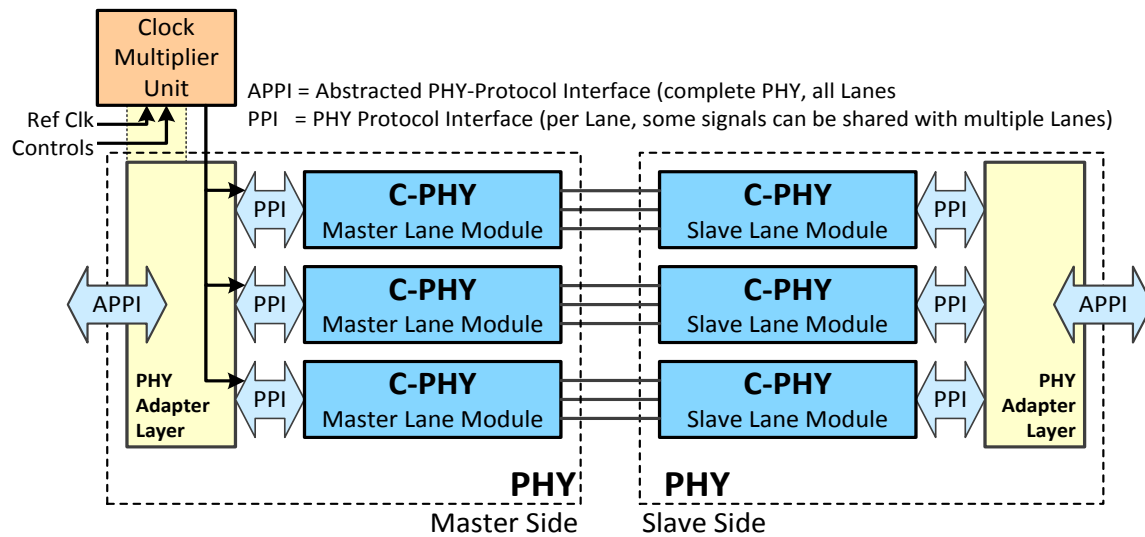 Clock
Multiplier
Unit
APPI = Abstracted PHY-Protocol Interface (complete PHY, all Lanes
PPI = PHY Protocol Interface (per Lane, some signals can be shared with multiple Lanes)
Ref Clk
Controls
PPI
C-PHY
Master Lane Module
C-PHY
Slave Lane Module
PPI
APPI
PPI
C-PHY
Master Lane Module
C-PHY
Slave Lane Module
PPI
APPI
PPI
C-PHY
Master Lane Module
C-PHY
Slave Lane Module
PPI
PHY
Adapter
Layer
PHY
Adapter
Layer
PHY
Master Side
PHY
Slave Side